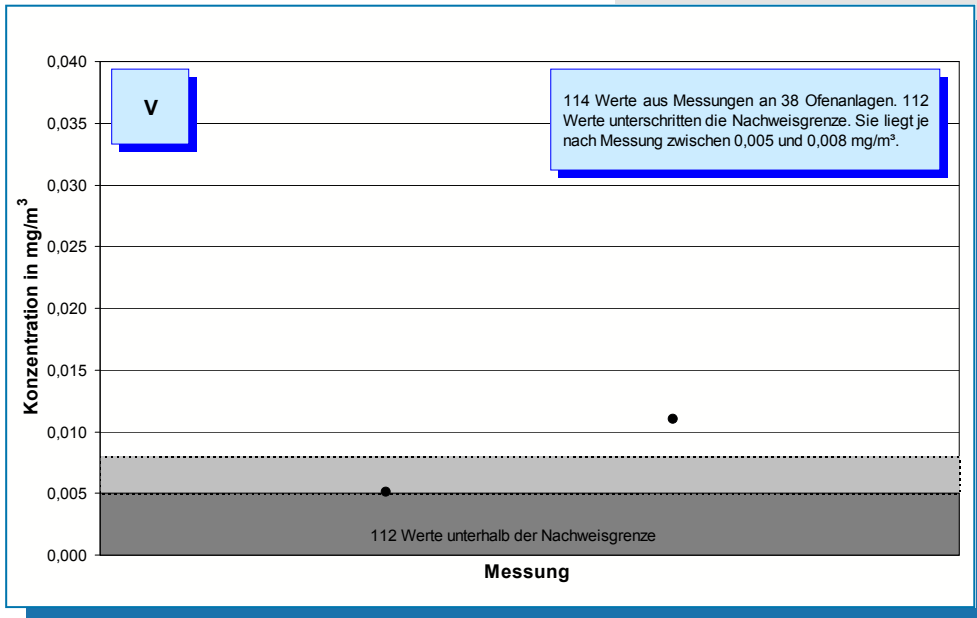 V
114 Werte aus Messungen an 38 Ofenanlagen. 112
Werte unterschritten die Nachweisgrenze. Sie liegt je
nach Messung zwischen 0,005 und 0,008 mg/m³.
Konzentration in mg/m³
0,040
0,035
0,030
0,025
0,020
0,015
0,010
0,005
0,000
112 Werte unterhalb der Nachweisgrenze
Messung